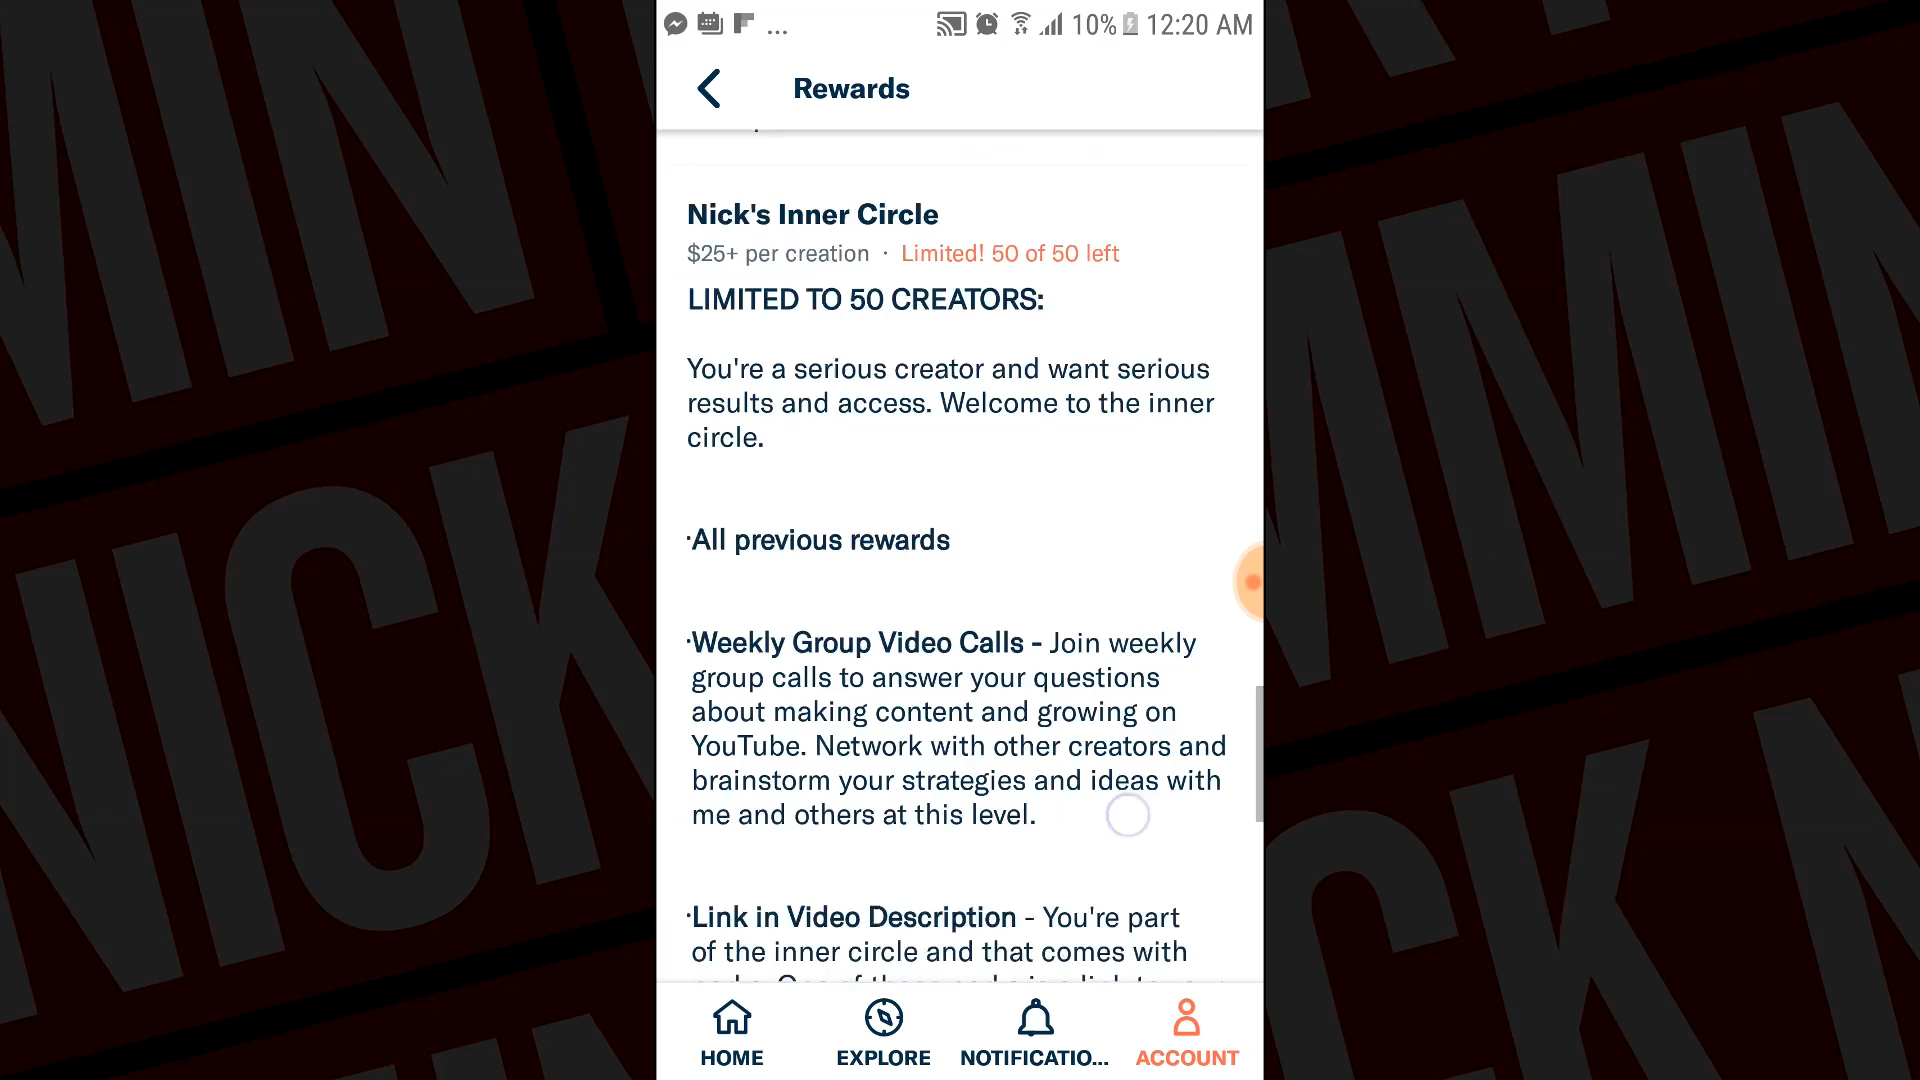 ... 10% 12:20 AM
Rewards
Nick's Inner Circle
$25+ per creation · Limited! 50 of 50 left
LIMITED TO 50 CREATORS:
You're a serious creator and want serious
results and access. Welcome to the inner
circle.
·All previous rewards
·Weekly Group Video Calls - Join weekly
group calls to answer your questions
about making content and growing on
YouTube. Network with other creators and
brainstorm your strategies and ideas with
me and others at this level.
·Link in Video Description - You're part
of the inner circle and that comes with
HOME EXPLORE NOTIFICATIO... ACCOUNT
NICK
NICK